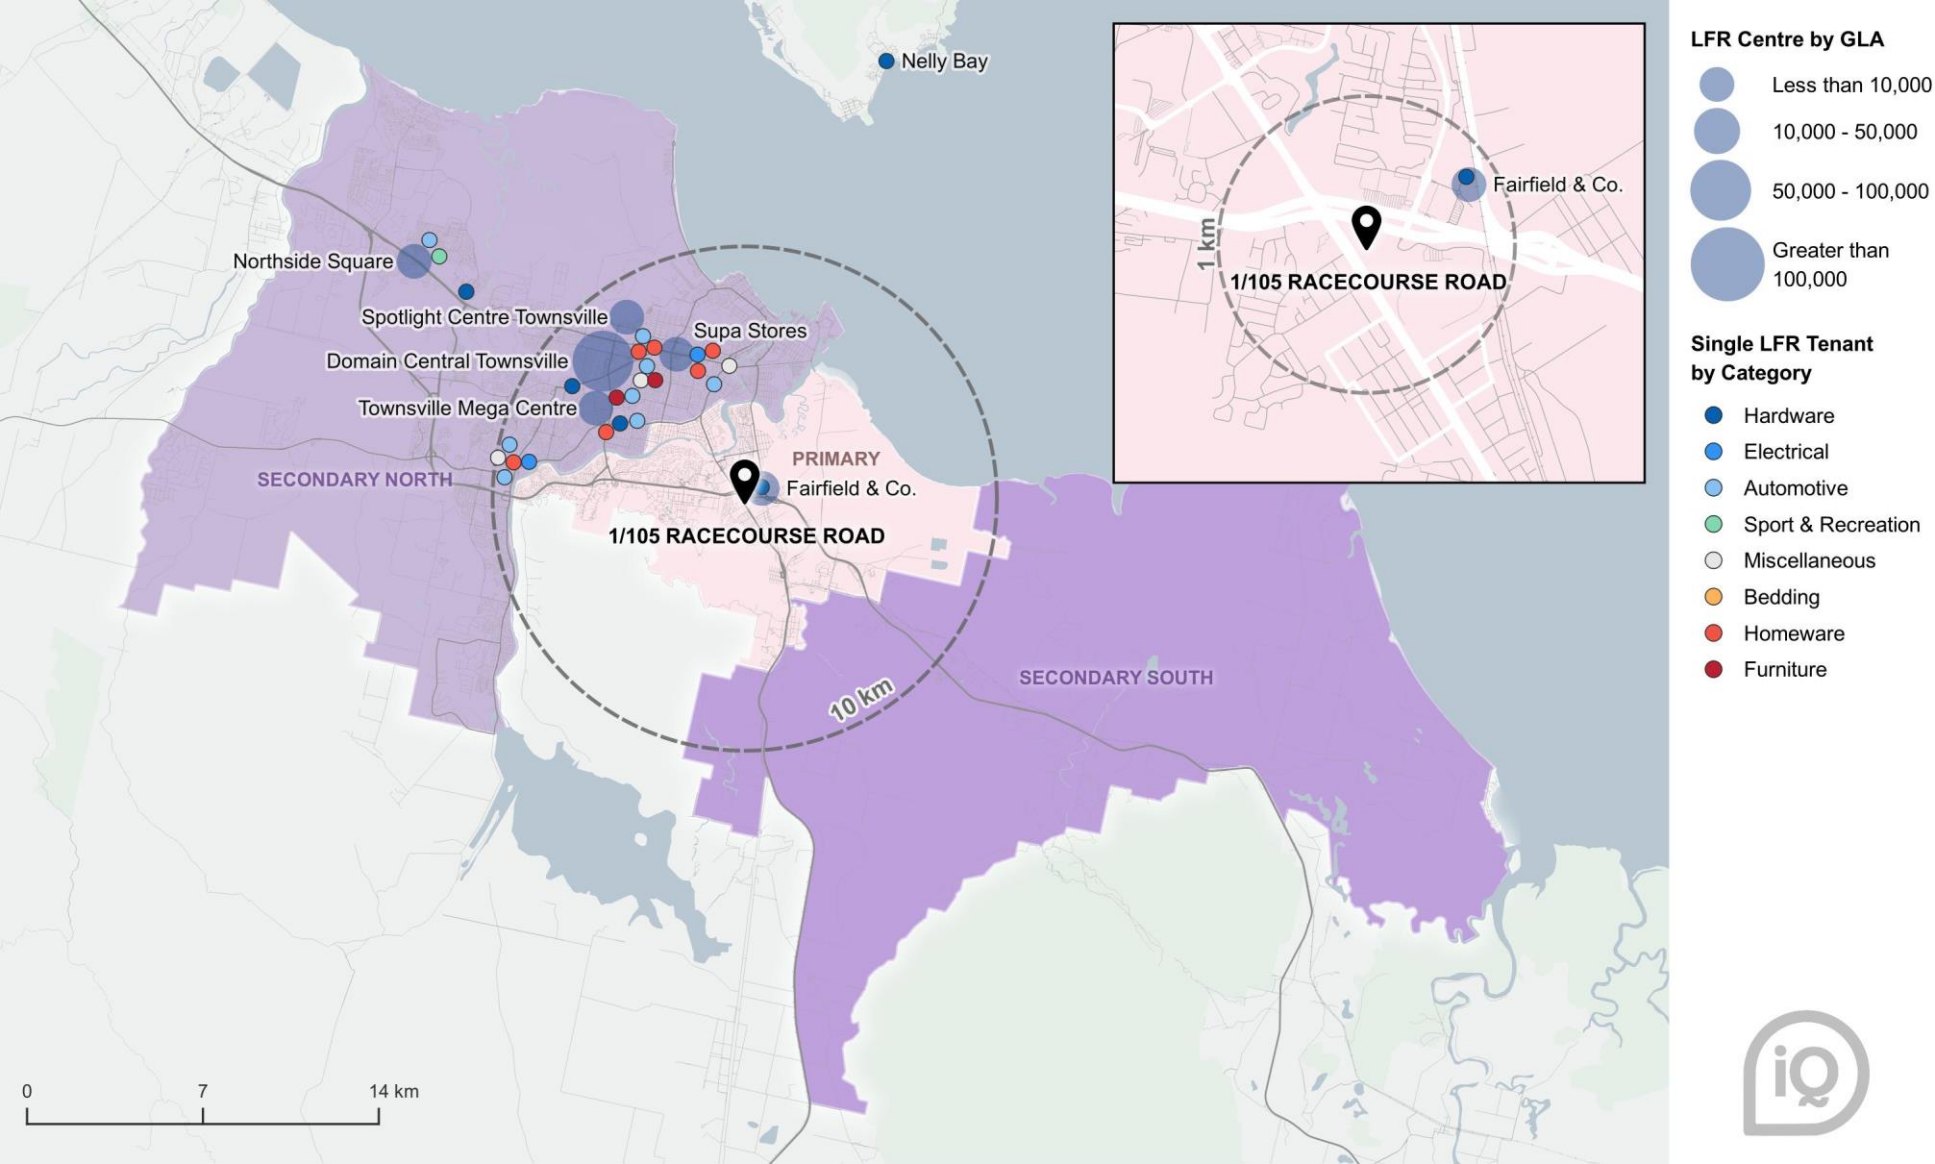 Nelly Bay
Northside Square
Spotlight Centre Townsville
Supa Stores
Domain Central Townsville
Townsville Mega Centre
SECONDARY NORTH
PRIMARY
Fairfield & Co.
1/105 RACECOURSE ROAD
SECONDARY SOUTH
10 km
0
7
14 km
Fairfield & Co.
1 km
1/105 RACECOURSE ROAD
LFR Centre by GLA
Less than 10,000
10,000 - 50,000
50,000 - 100,000
Greater than
100,000
Single LFR Tenant
by Category
Hardware
Electrical
Automotive
Sport & Recreation
Miscellaneous
Bedding
Homeware
Furniture
iQ